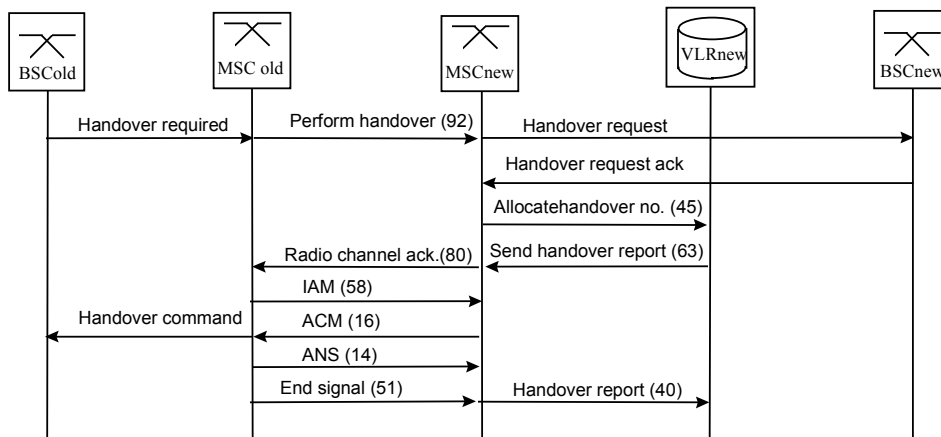 BSCold
MSC old
MSCnew
VLRnew
BSCnew
Handover required
Perform handover (92)
Handover request
Handover request ack
Allocatehandover no. (45)
Radio channel ack.(80)
Send handover report (63)
IAM (58)
Handover command
ACM (16)
ANS (14)
End signal (51)
Handover report (40)